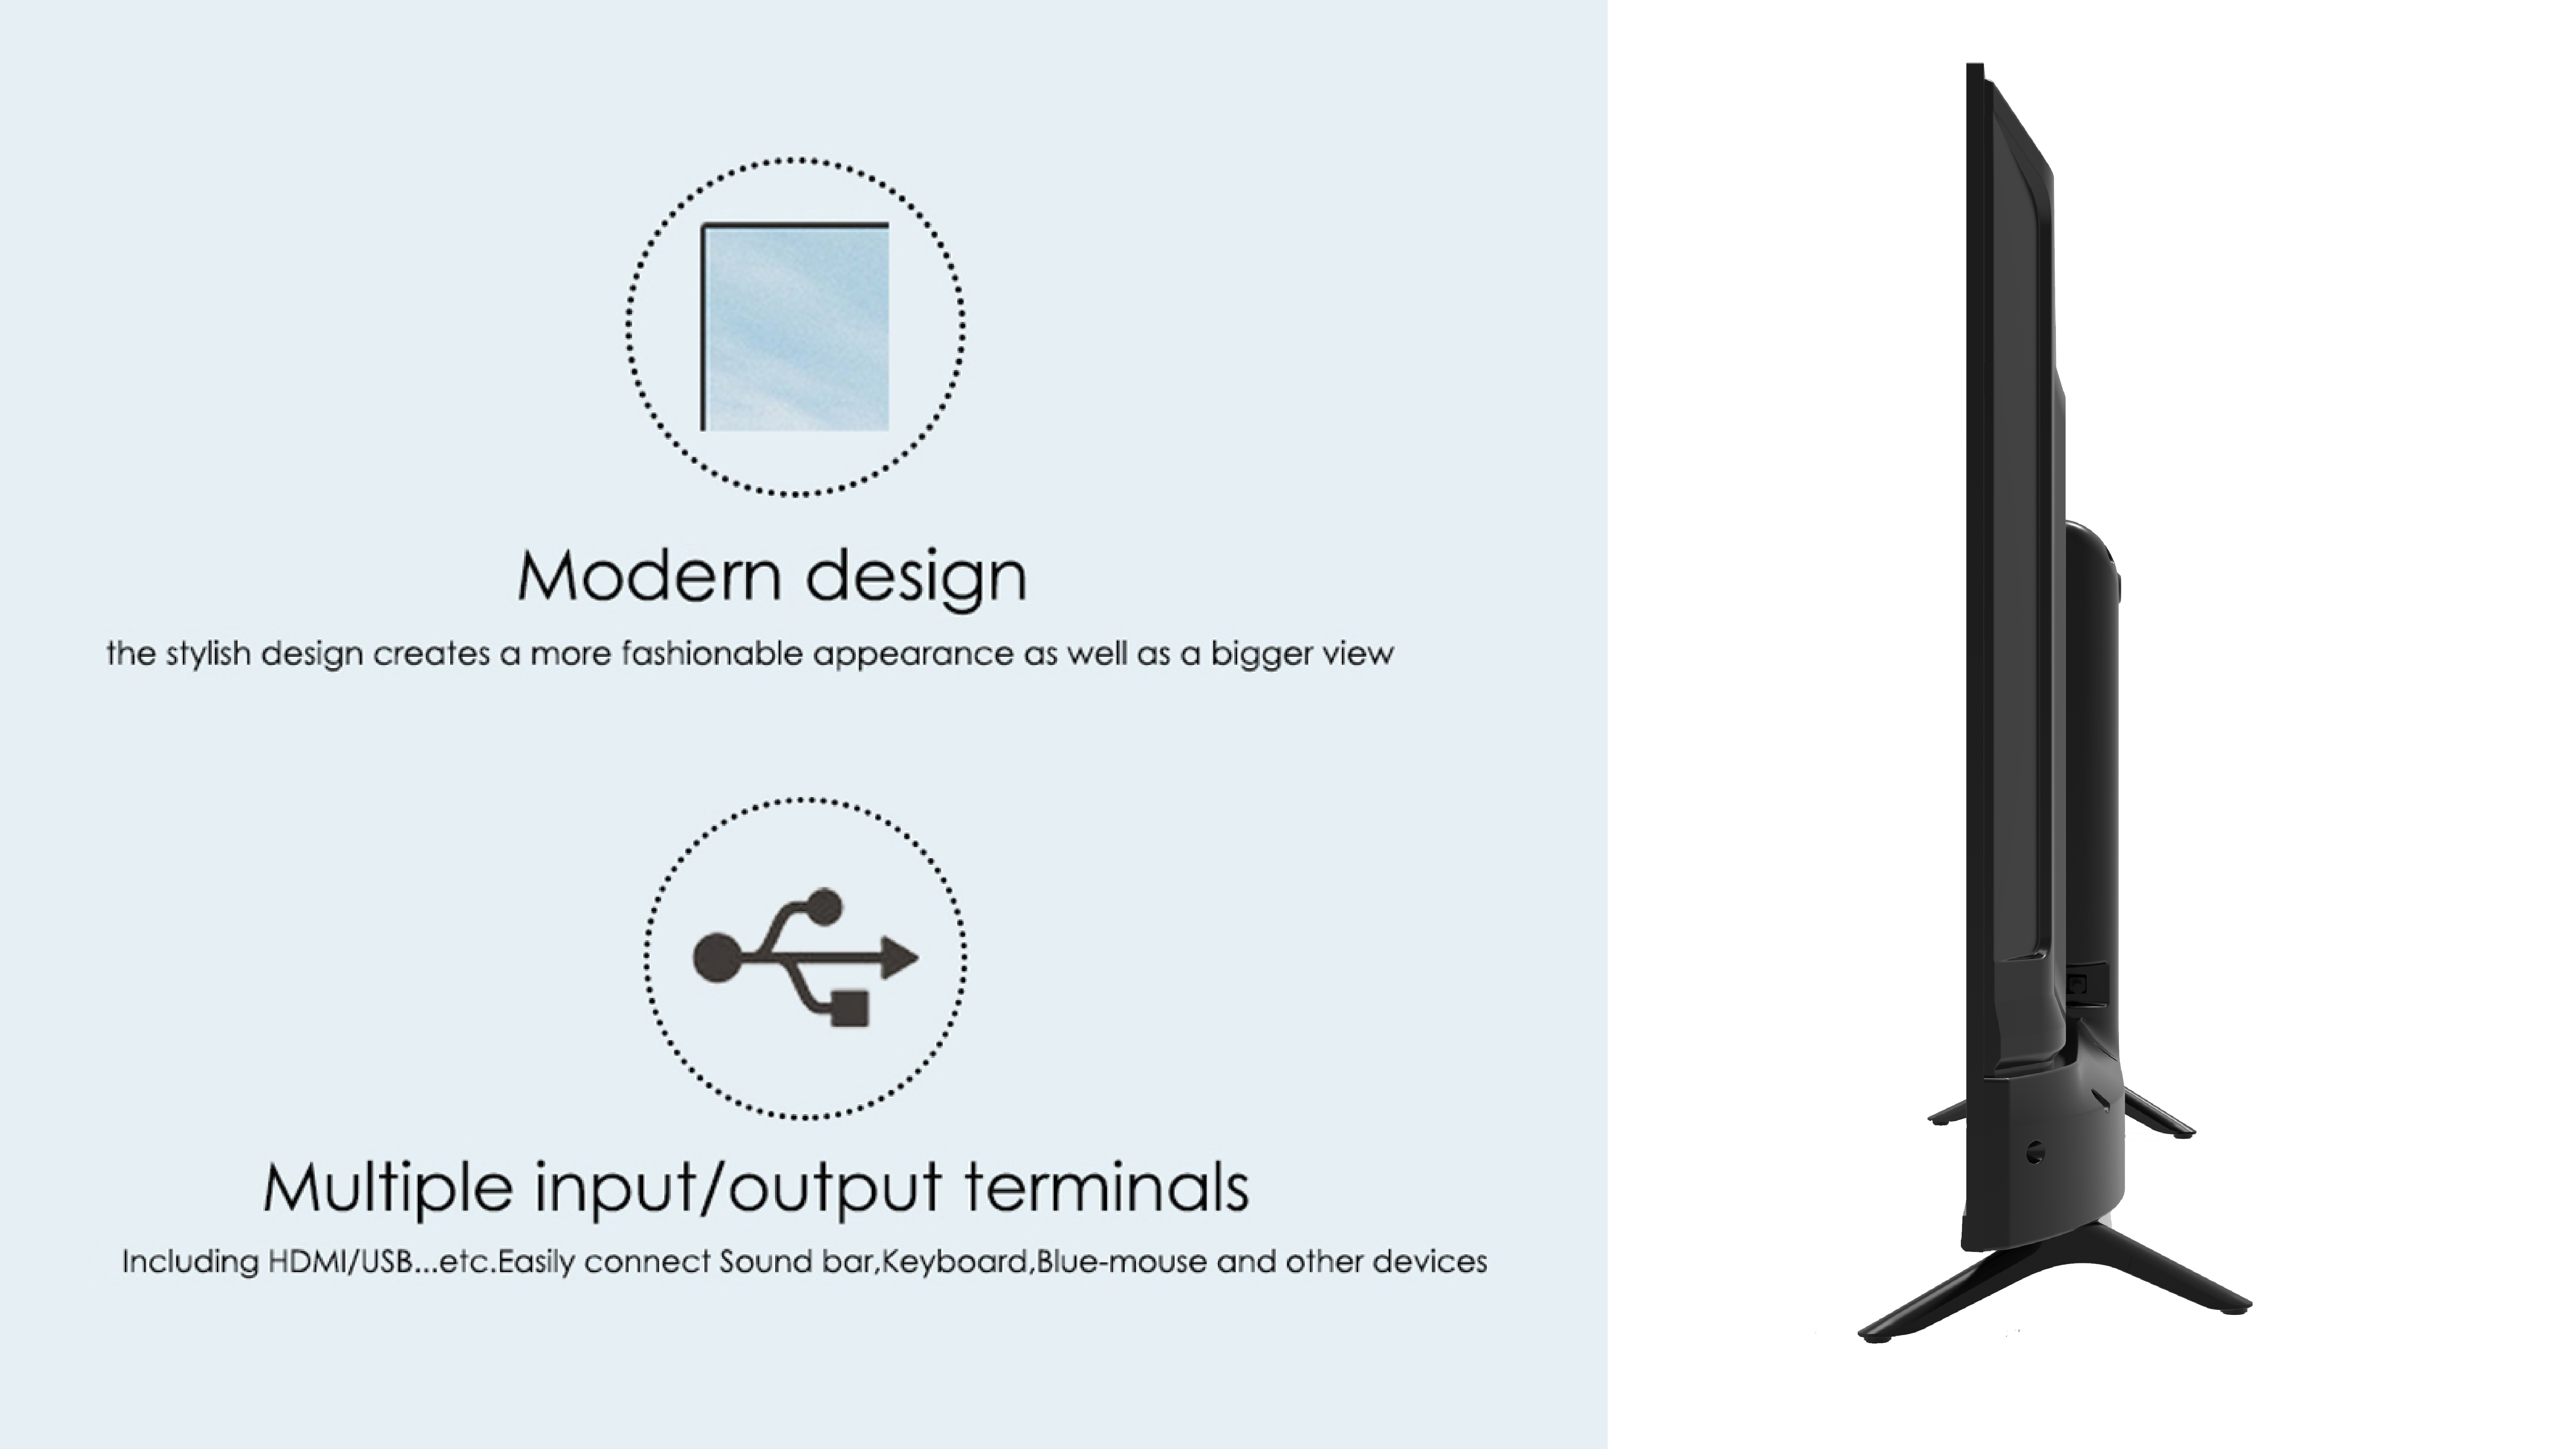 Modern design
the stylish design creates a more fashionable appearance as well as a bigger view
Multiple input/output terminals
Including HDMI/USB...etc.Easily connect Sound bar,Keyboard,Blue-mouse and other devices